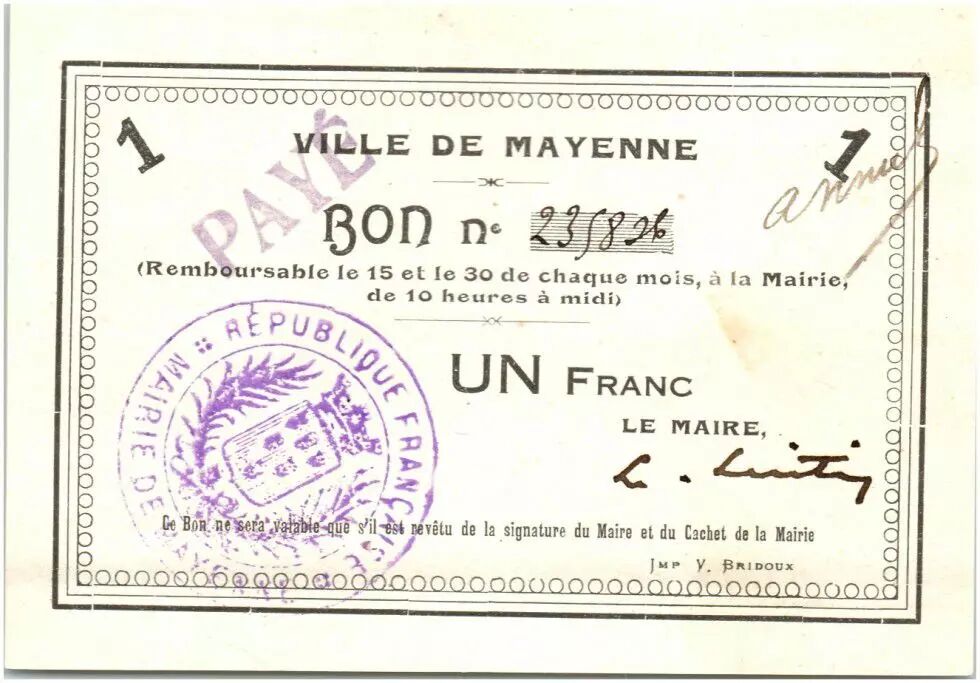 1 VILLE DE MAYENNE 1
PAYÉ
BON nº 235826
(Remboursable le 15 et le 30 de chaque mois, à la Mairie,
de 10 heures à midi)
UN FRANC
LE MAIRE,
Ce Bon ne sera valable que s'il est revêtu de la signature du Maire et du Cachet de la Mairie
IMP V. BRIDOUX
RÉPUBLIQUE FRANÇAISE
MAIRIE DE MAYENNE